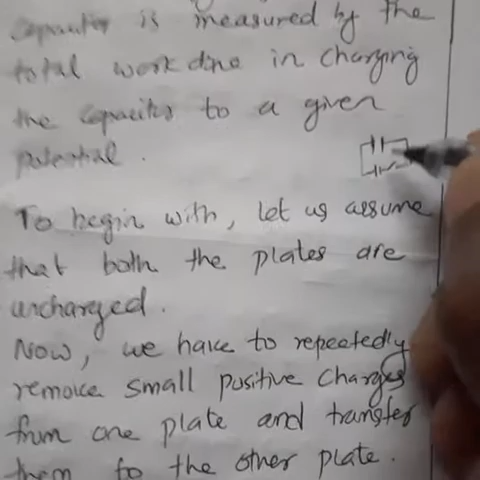 capacitor is measured by the
total work done in charging
the capacitor to a given
potential.
To begin with, let us assume
that both the plates are
uncharged.
Now, we have to repeatedly
remove small positive charges
from one plate and transfer
them to the other plate.